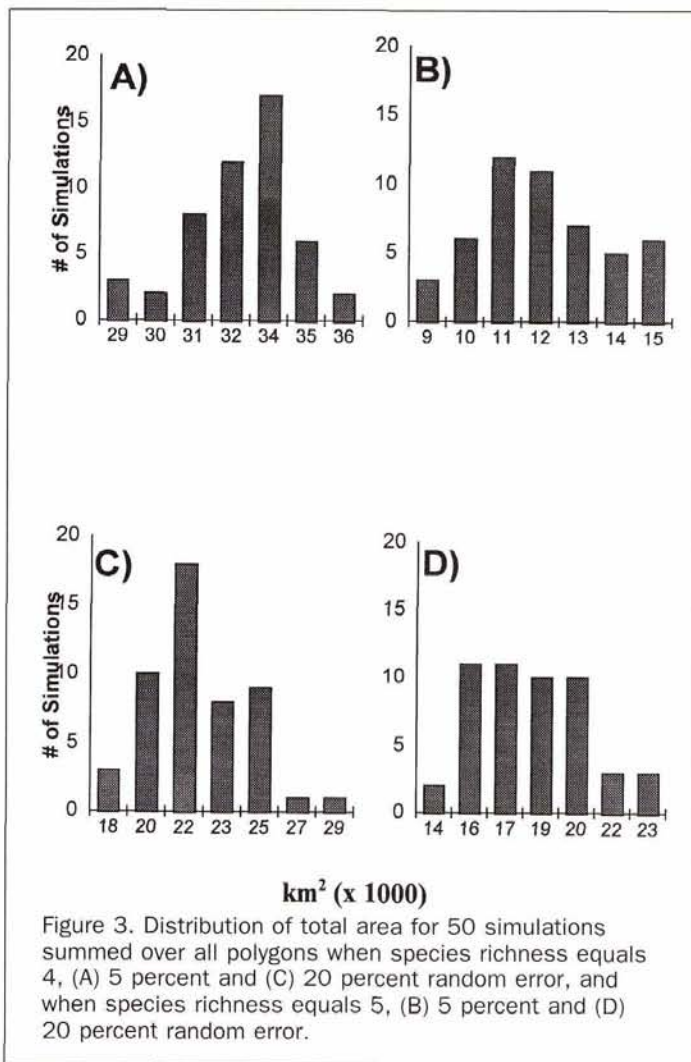 20
15
10
5
0
# of Simulations
A)
29 30 31 32 34 35 36
20
15
10
5
0
B)
9 10 11 12 13 14 15
20
15
10
5
0
# of Simulations
C)
18 20 22 23 25 27 29
20
15
10
5
0
D)
14 16 17 19 20 22 23
km² (x 1000)
Figure 3. Distribution of total area for 50 simulations
summed over all polygons when species richness equals
4, (A) 5 percent and (C) 20 percent random error, and
when species richness equals 5, (B) 5 percent and (D)
20 percent random error.